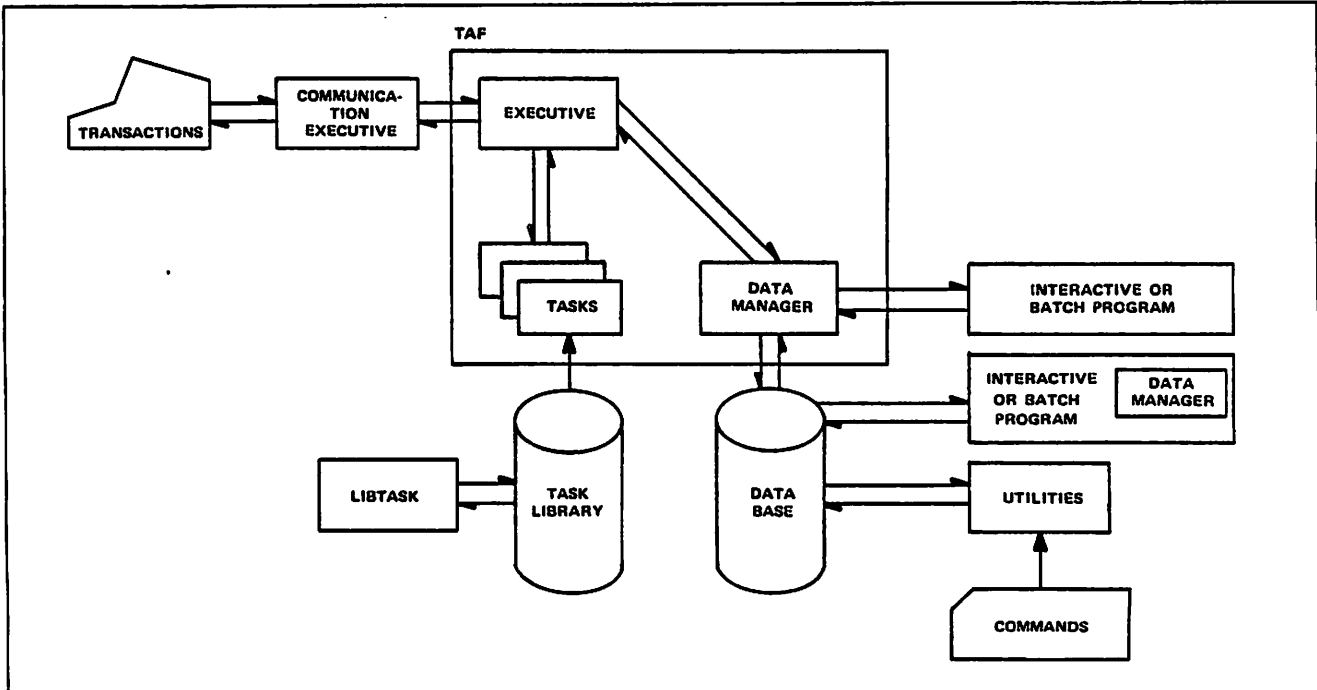 TAF
TRANSACTIONS
COMMUNICA-
TION
EXECUTIVE
EXECUTIVE
TASKS
DATA
MANAGER
INTERACTIVE OR
BATCH PROGRAM
INTERACTIVE
OR BATCH
PROGRAM
DATA
MANAGER
LIBTASK
TASK
LIBRARY
DATA
BASE
UTILITIES
COMMANDS